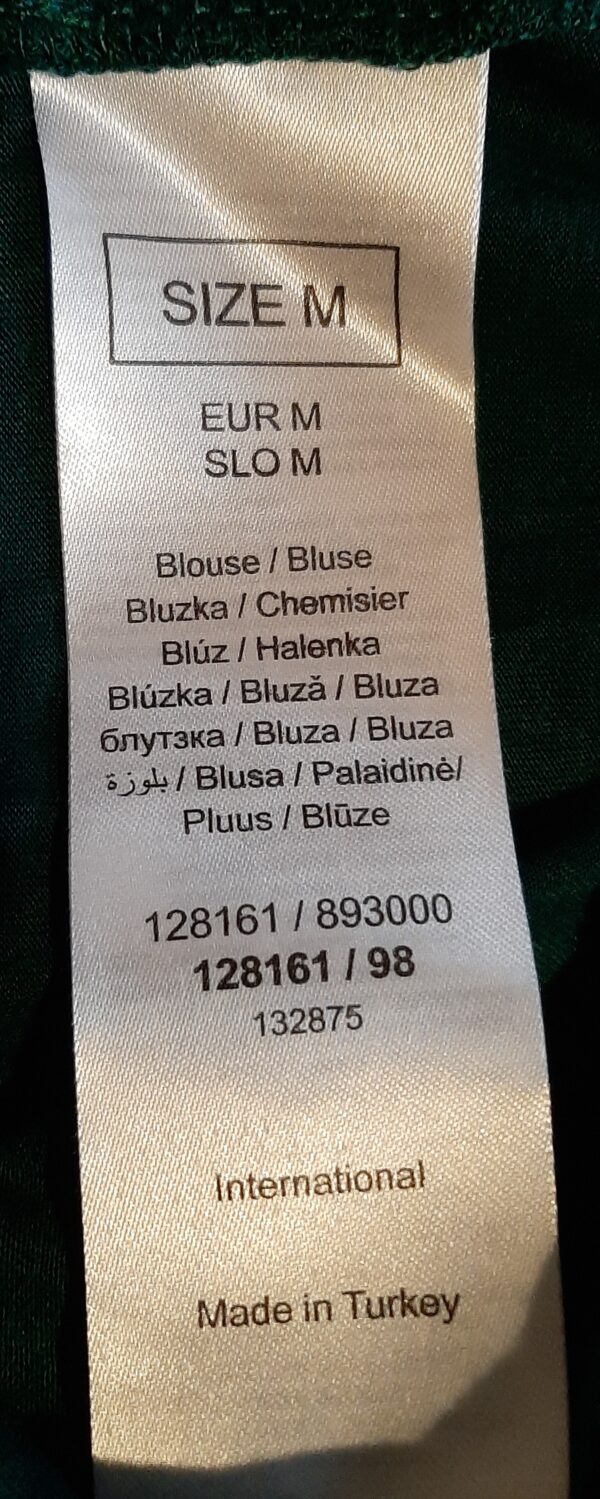 SIZE M
EUR M
SLO M
Blouse / Bluse
Bluzka / Chemisier
Blúz / Halenka
Blúzka / Bluză / Bluza
блутзка / Bluza / Bluza
بلوزة / Blusa / Palaidinė/
Pluus / Blūze
128161 / 893000
128161 / 98
132875
International
Made in Turkey